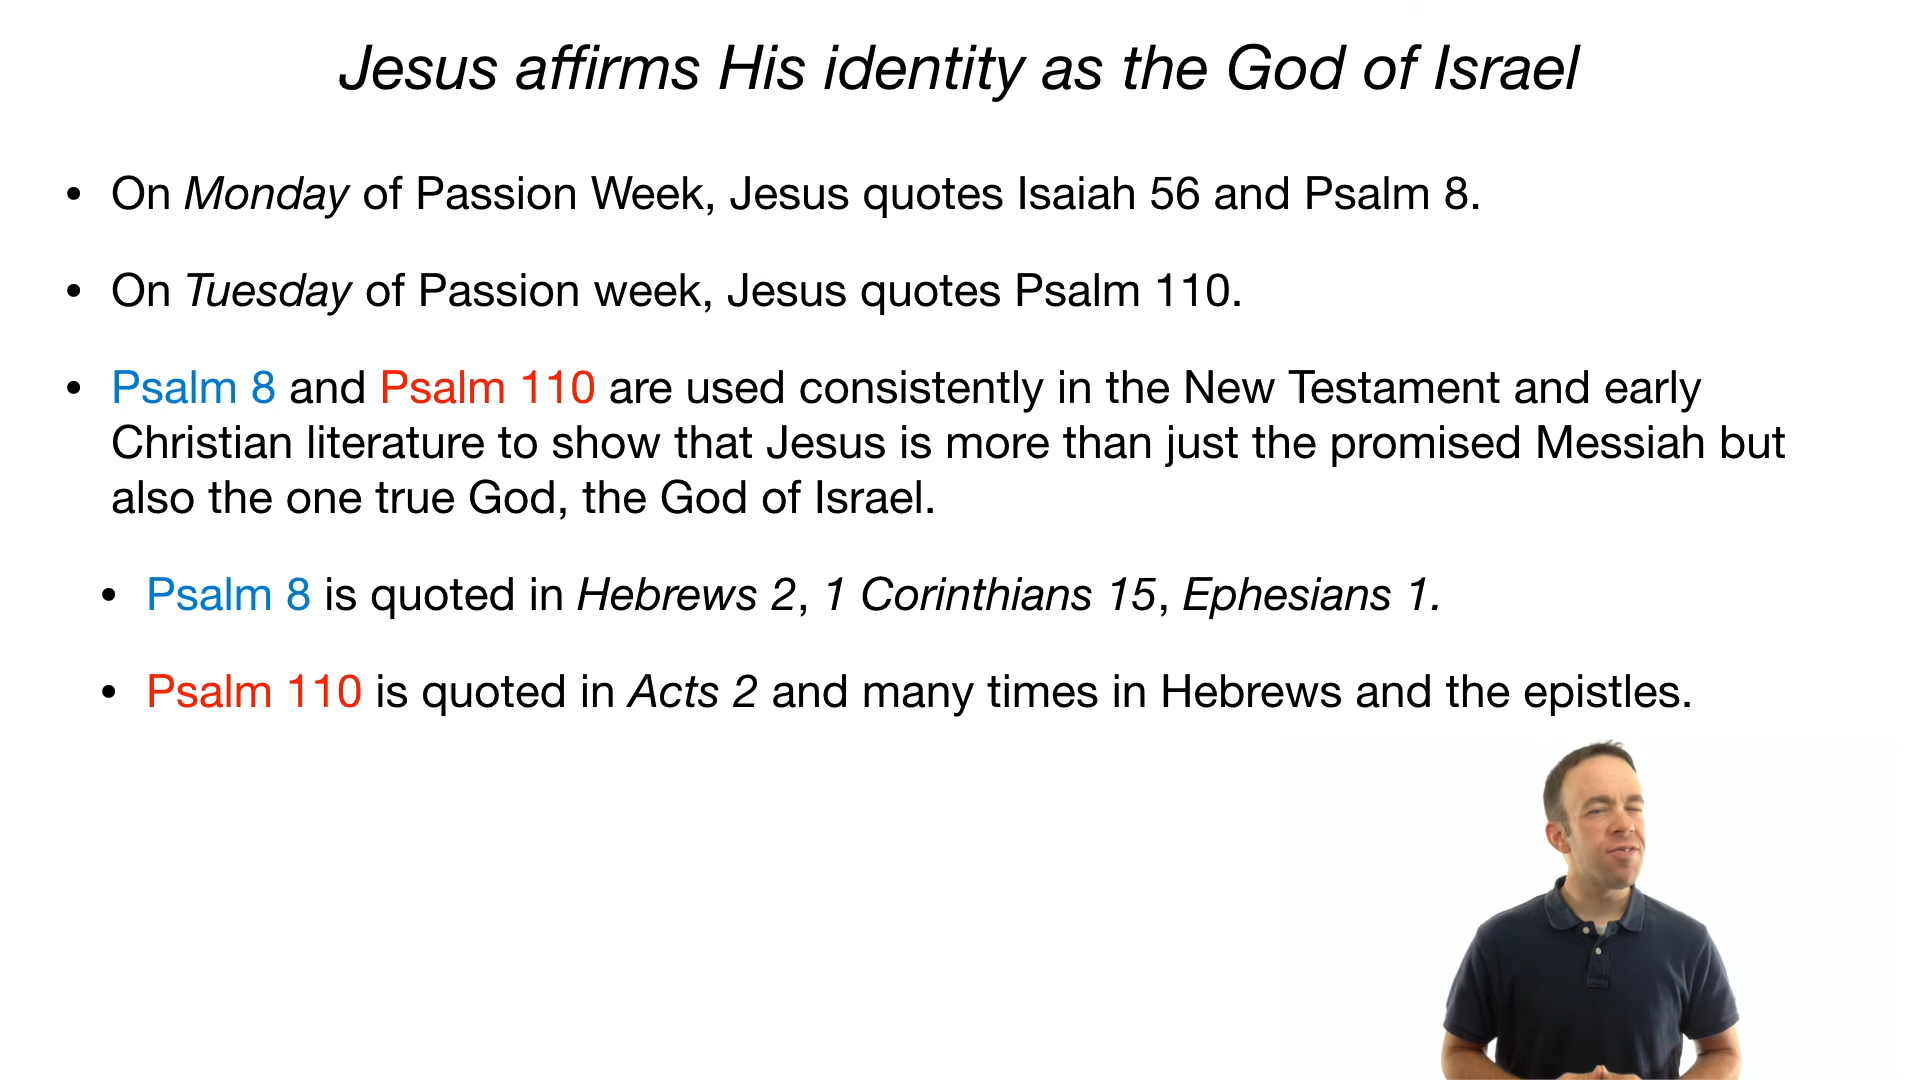 Jesus affirms His identity as the God of Israel
• On Monday of Passion Week, Jesus quotes Isaiah 56 and Psalm 8.
• On Tuesday of Passion week, Jesus quotes Psalm 110.
• Psalm 8 and Psalm 110 are used consistently in the New Testament and early
Christian literature to show that Jesus is more than just the promised Messiah but
also the one true God, the God of Israel.
• Psalm 8 is quoted in Hebrews 2, 1 Corinthians 15, Ephesians 1.
• Psalm 110 is quoted in Acts 2 and many times in Hebrews and the epistles.